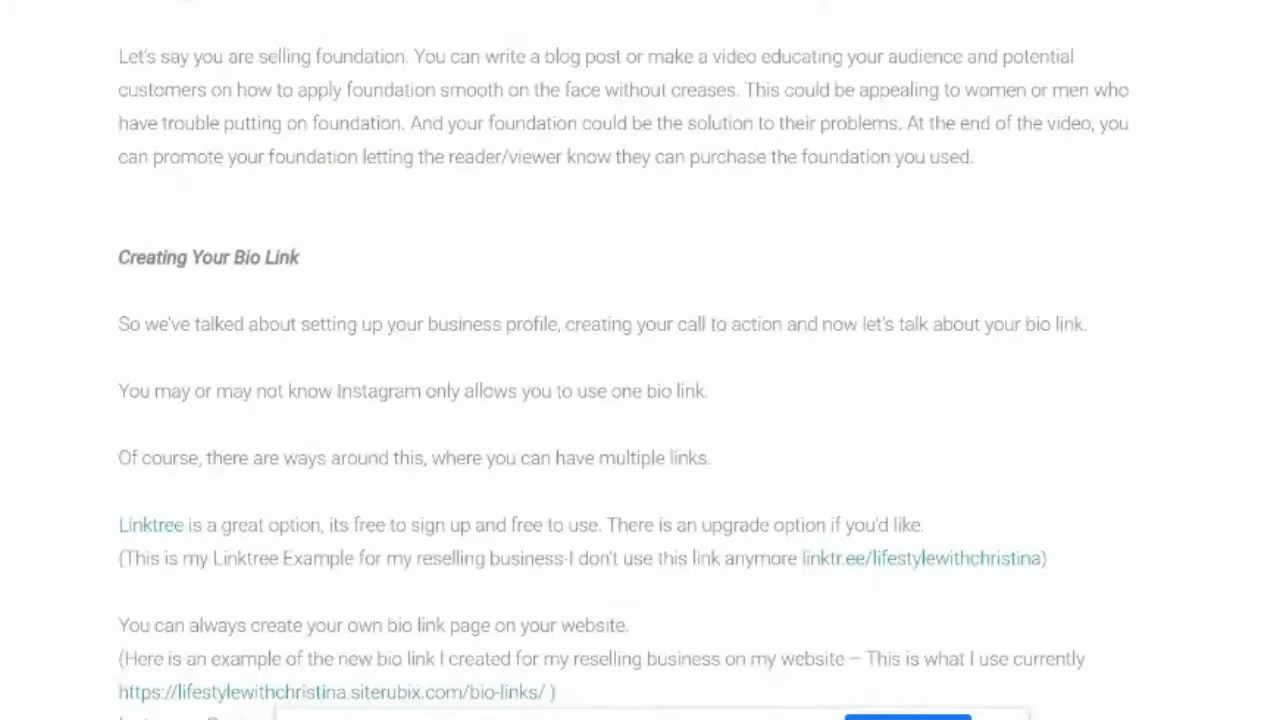 Let's say you are selling foundation. You can write a blog post or make a video educating your audience and potential
customers on how to apply foundation smooth on the face without creases. This could be appealing to women or men who
have trouble putting on foundation. And your foundation could be the solution to their problems. At the end of the video, you
can promote your foundation letting the reader/viewer know they can purchase the foundation you used.
Creating Your Bio Link
So we've talked about setting up your business profile, creating your call to action and now let's talk about your bio link.
You may or may not know Instagram only allows you to use one bio link.
Of course, there are ways around this, where you can have multiple links.
Linktree is a great option, its free to sign up and free to use. There is an upgrade option if you'd like.
(This is my Linktree Example for my reselling business-I don't use this link anymore linktr.ee/lifestylewithchristina)
You can always create your own bio link page on your website.
(Here is an example of the new bio link I created for my reselling business on my website – This is what I use currently
https://lifestylewithchristina.siterubix.com/bio-links/ )